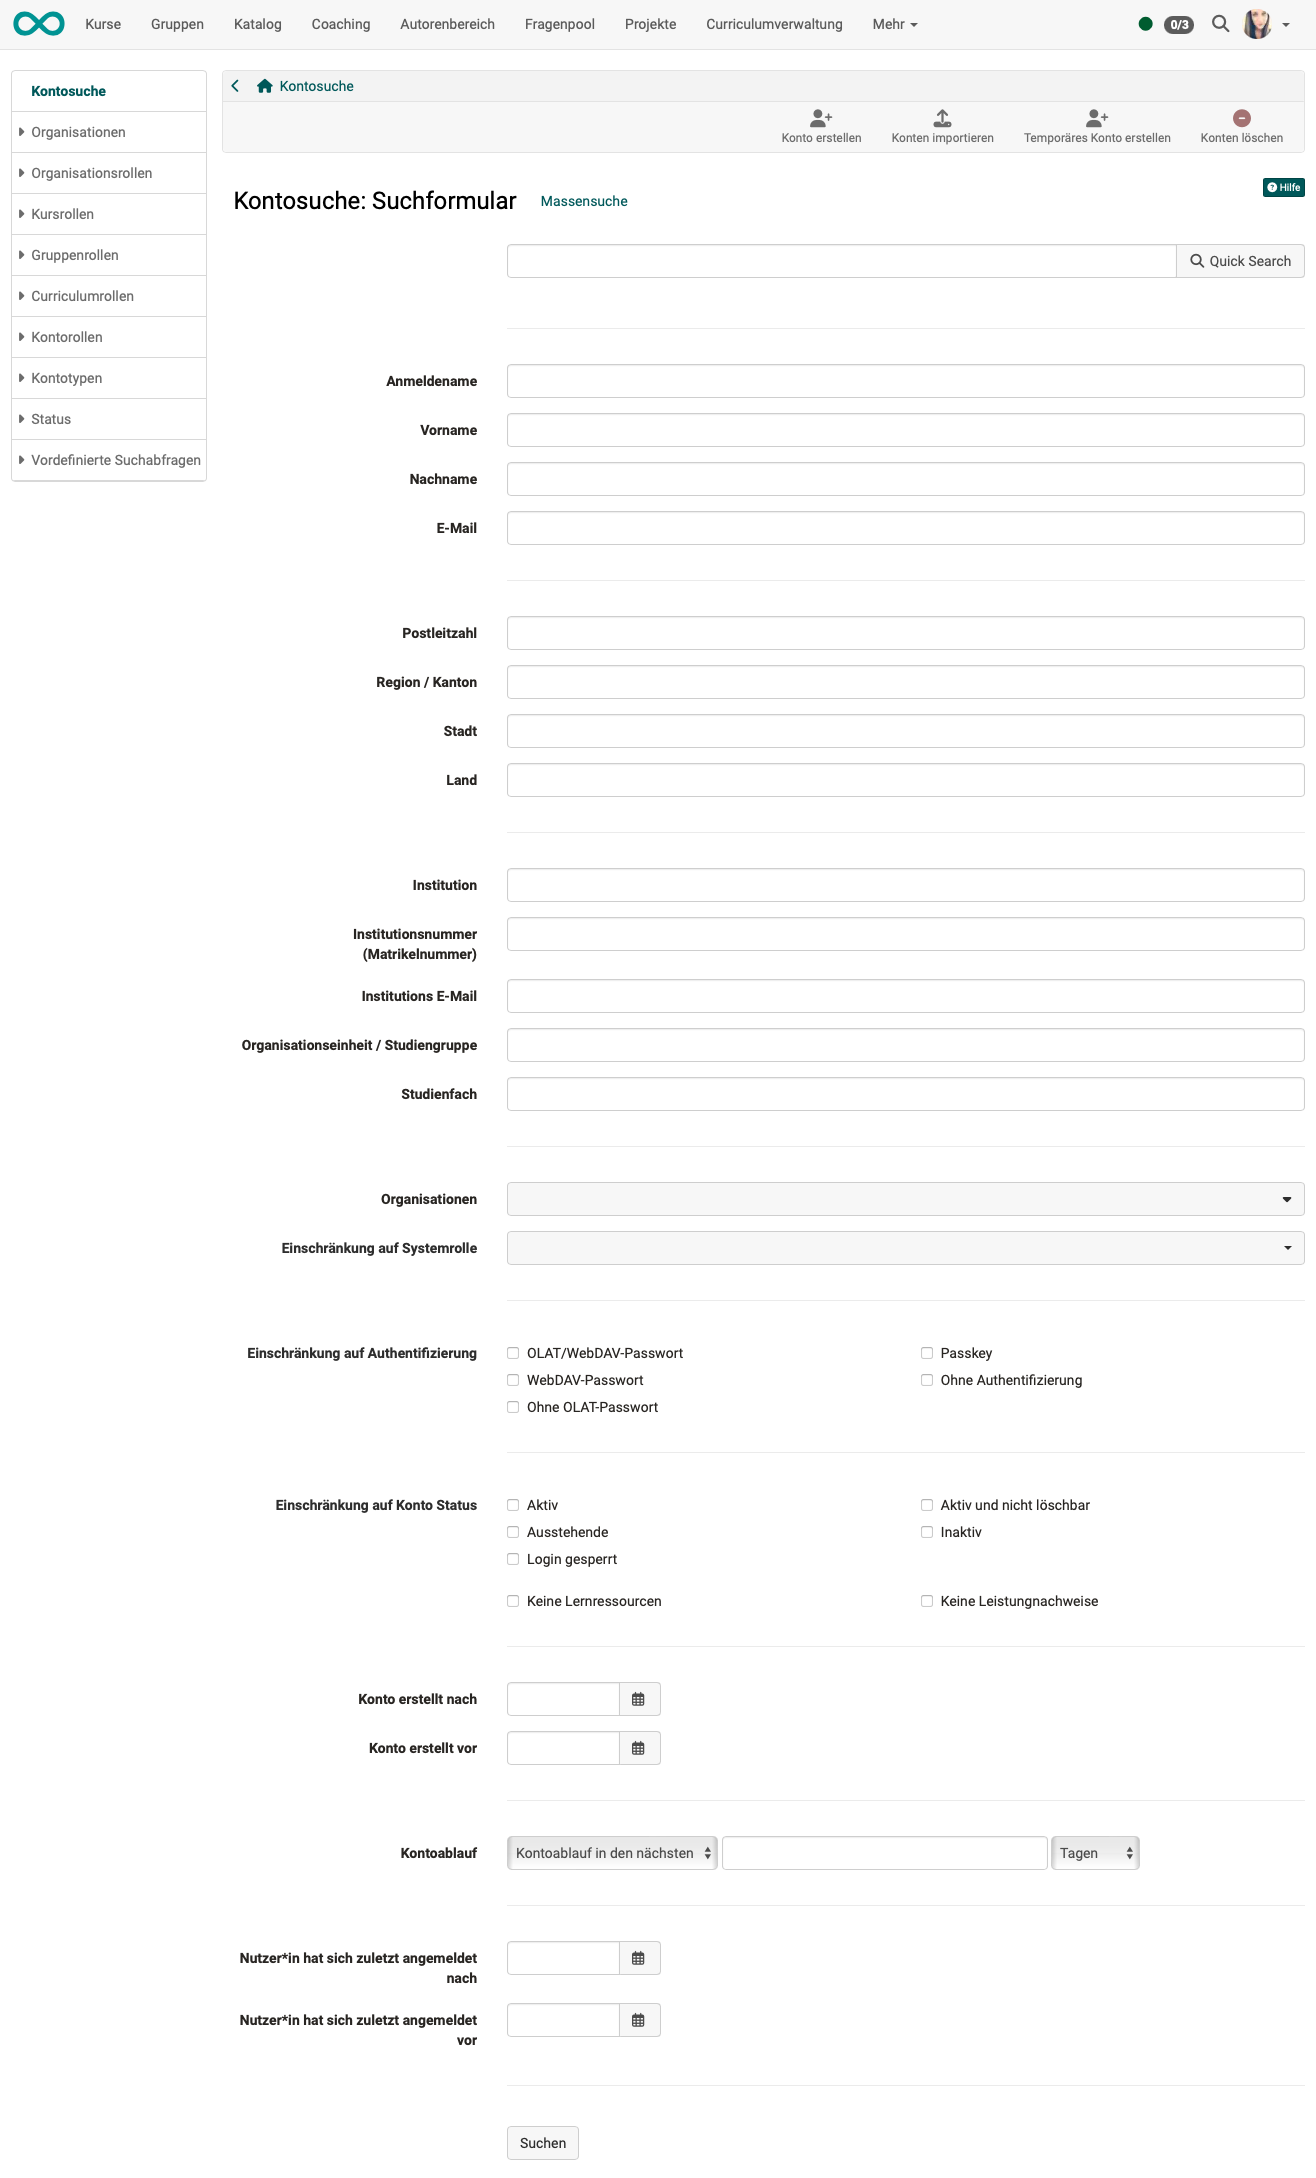 Kurse Gruppen Katalog Coaching Autorenbereich Fragenpool Projekte Curriculumverwaltung Mehr 0/3
Kontosuche
Organisationen
Organisationsrollen
Kursrollen
Gruppenrollen
Curriculumrollen
Kontorollen
Kontotypen
Status
Vordefinierte Suchabfragen
Kontosuche
Konto erstellen Konten importieren Temporäres Konto erstellen Konten löschen
Hilfe
Kontosuche: Suchformular Massensuche
Quick Search
Anmeldename
Vorname
Nachname
E-Mail
Postleitzahl
Region / Kanton
Stadt
Land
Institution
Institutionsnummer
(Matrikelnummer)
Institutions E-Mail
Organisationseinheit / Studiengruppe
Studienfach
Organisationen
Einschränkung auf Systemrolle
Einschränkung auf Authentifizierung OLAT/WebDAV-Passwort Passkey
WebDAV-Passwort Ohne Authentifizierung
Ohne OLAT-Passwort
Einschränkung auf Konto Status Aktiv Aktiv und nicht löschbar
Ausstehende Inaktiv
Login gesperrt
Keine Lernressourcen Keine Leistungnachweise
Konto erstellt nach
Konto erstellt vor
Kontoablauf Kontoablauf in den nächsten Tagen
Nutzer*in hat sich zuletzt angemeldet
nach
Nutzer*in hat sich zuletzt angemeldet
vor
Suchen